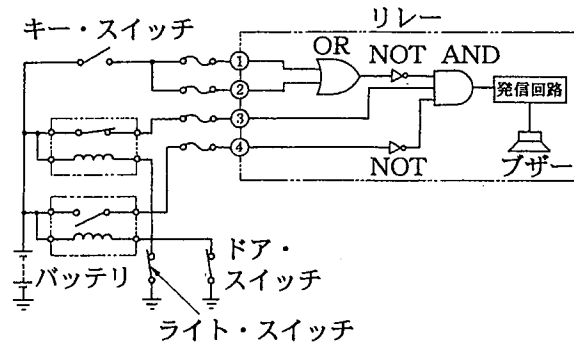 リレー
キー・スイッチ
OR
NOT
AND
①
②
発信回路
③
④
NOT
ブザー
バッテリ
ドア・
スイッチ
ライト・スイッチ